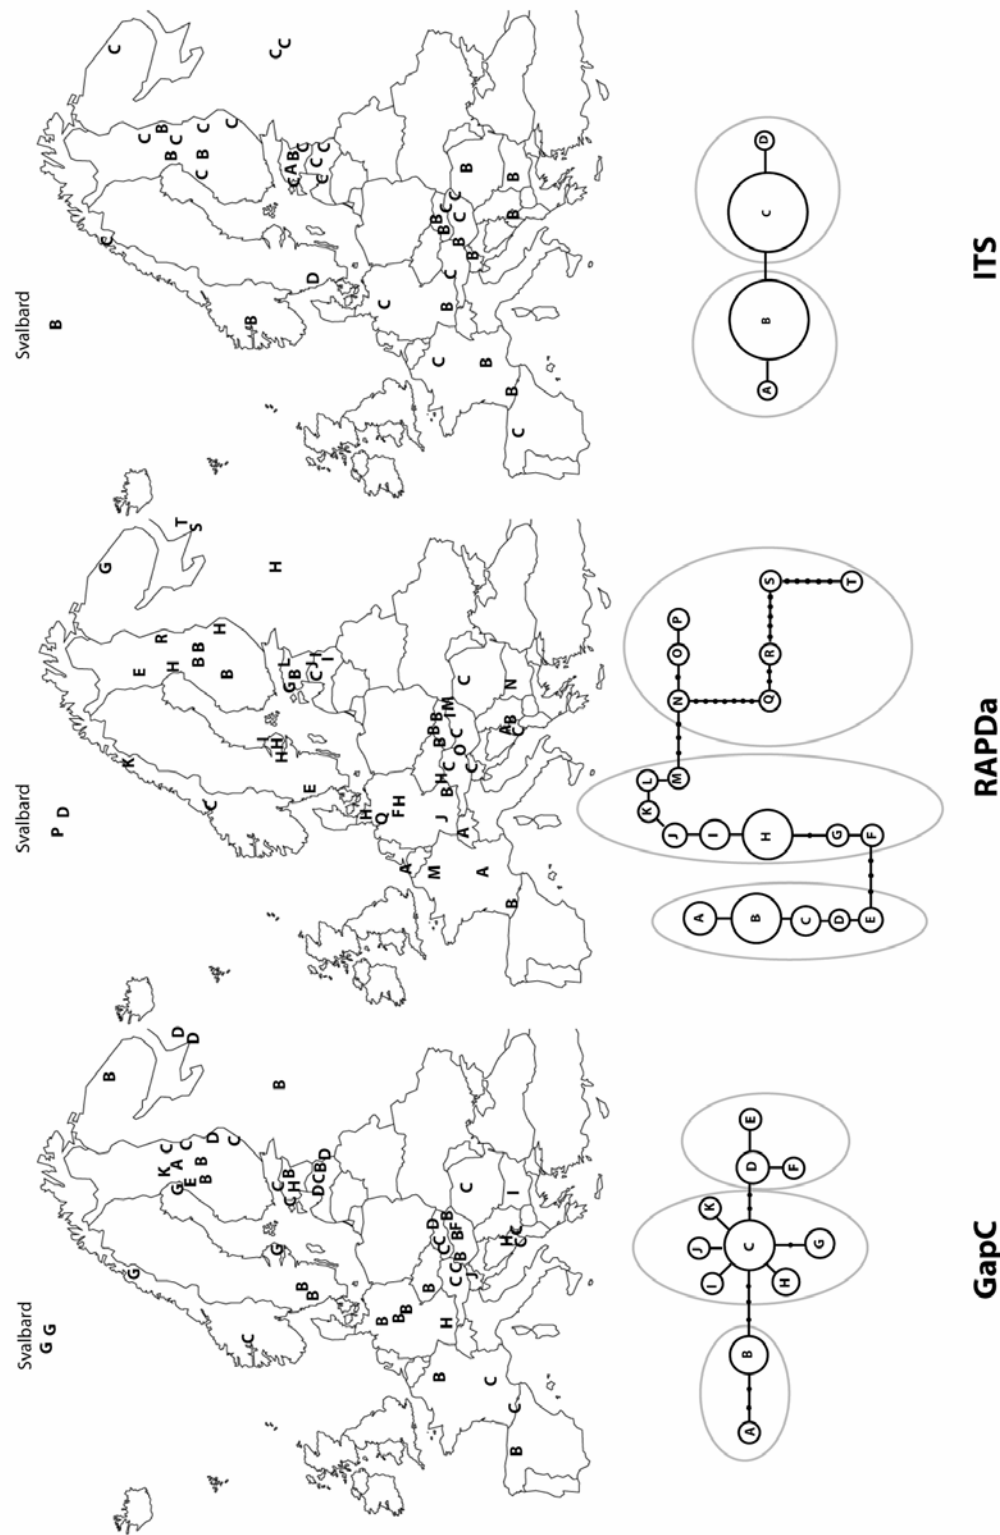 Svalbard
G G
B
G
K C
G A D
E C D
B B
D
C
C
G C B
C H B
B
B
D C B D
B
B
B
B D
B C
H C B
C C B F
B
C
J
C
H I
B C C C
I J K
A B C D E
H G F
GapC
Svalbard
P D
G
K
E R
H T
B B S
C H
B
I
H H H
G B L
E C J I
I
H
Q
F H
A
M B B
J H B I M
B C C
O
A C C
A
A B N
B C
A B C D E
F G H I J K L M
N O P
Q R S T
RAPDa
Svalbard
B
C
C
C B
B C
C B C
C
B
C C
C A B C
D C
C C
C
C B
B B C
C C
B C
B
B
B
B B B
C
A B C D
ITS